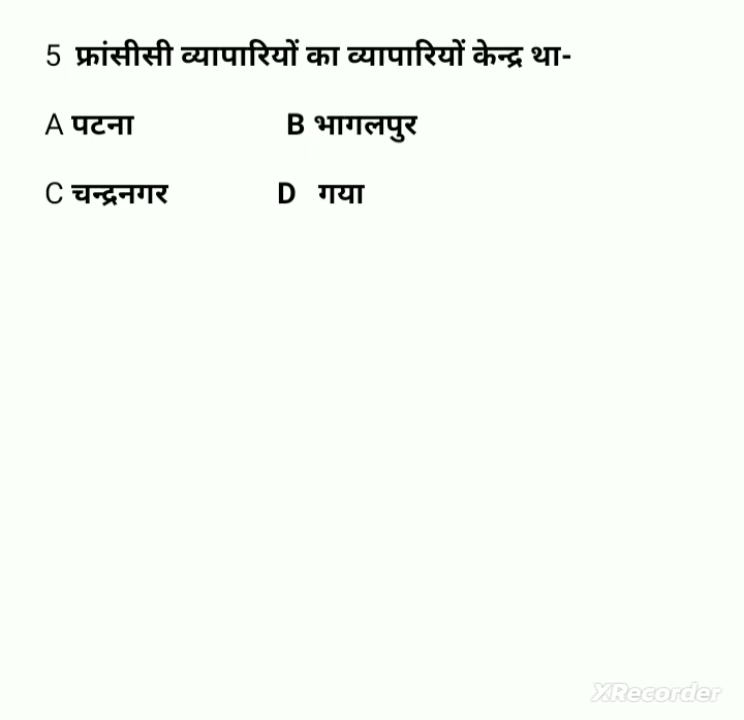 5 फ्रांसीसी व्यापारियों का व्यापारियों केन्द्र था-
A पटना B भागलपुर
C चन्द्रनगर D गया
XRecorder